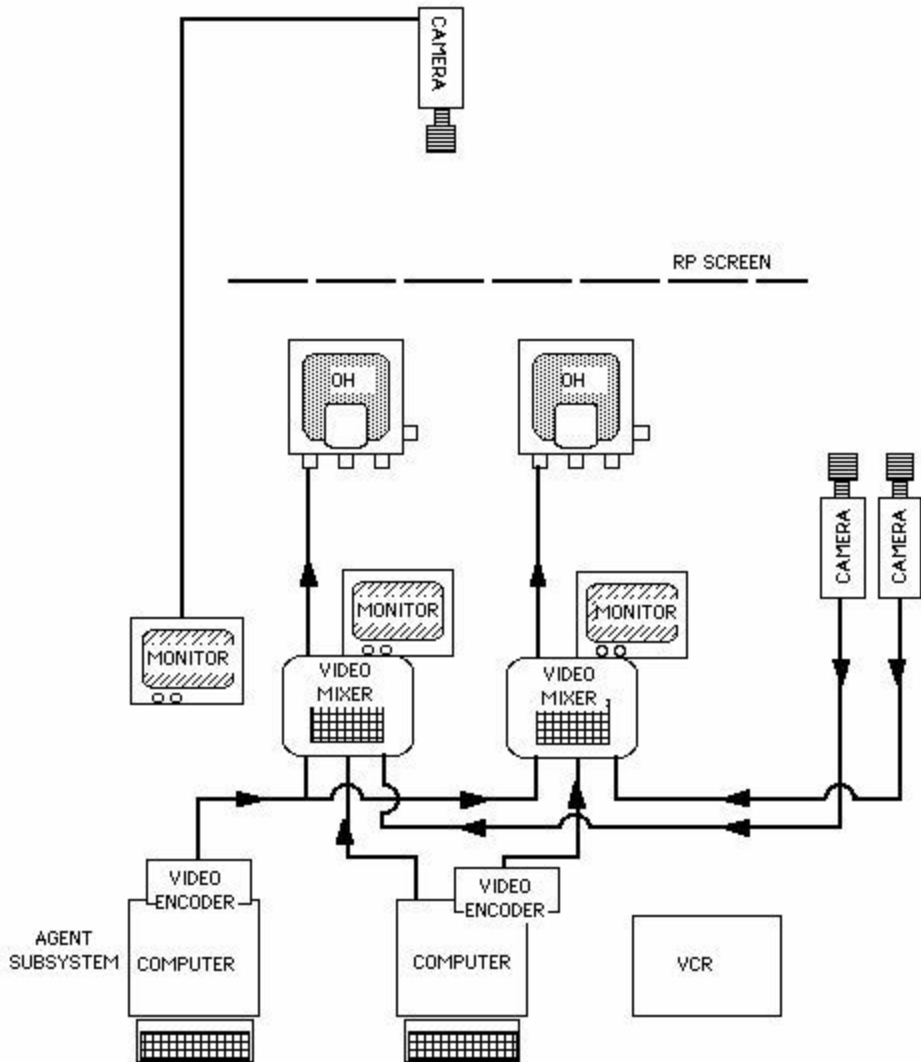 CAMERA
RP SCREEN
OH
OH
CAMERA
CAMERA
MONITOR
MONITOR
MONITOR
VIDEO
MIXER
VIDEO
MIXER
VIDEO
ENCODER
VIDEO
ENCODER
AGENT
SUBSYSTEM
COMPUTER
COMPUTER
VCR